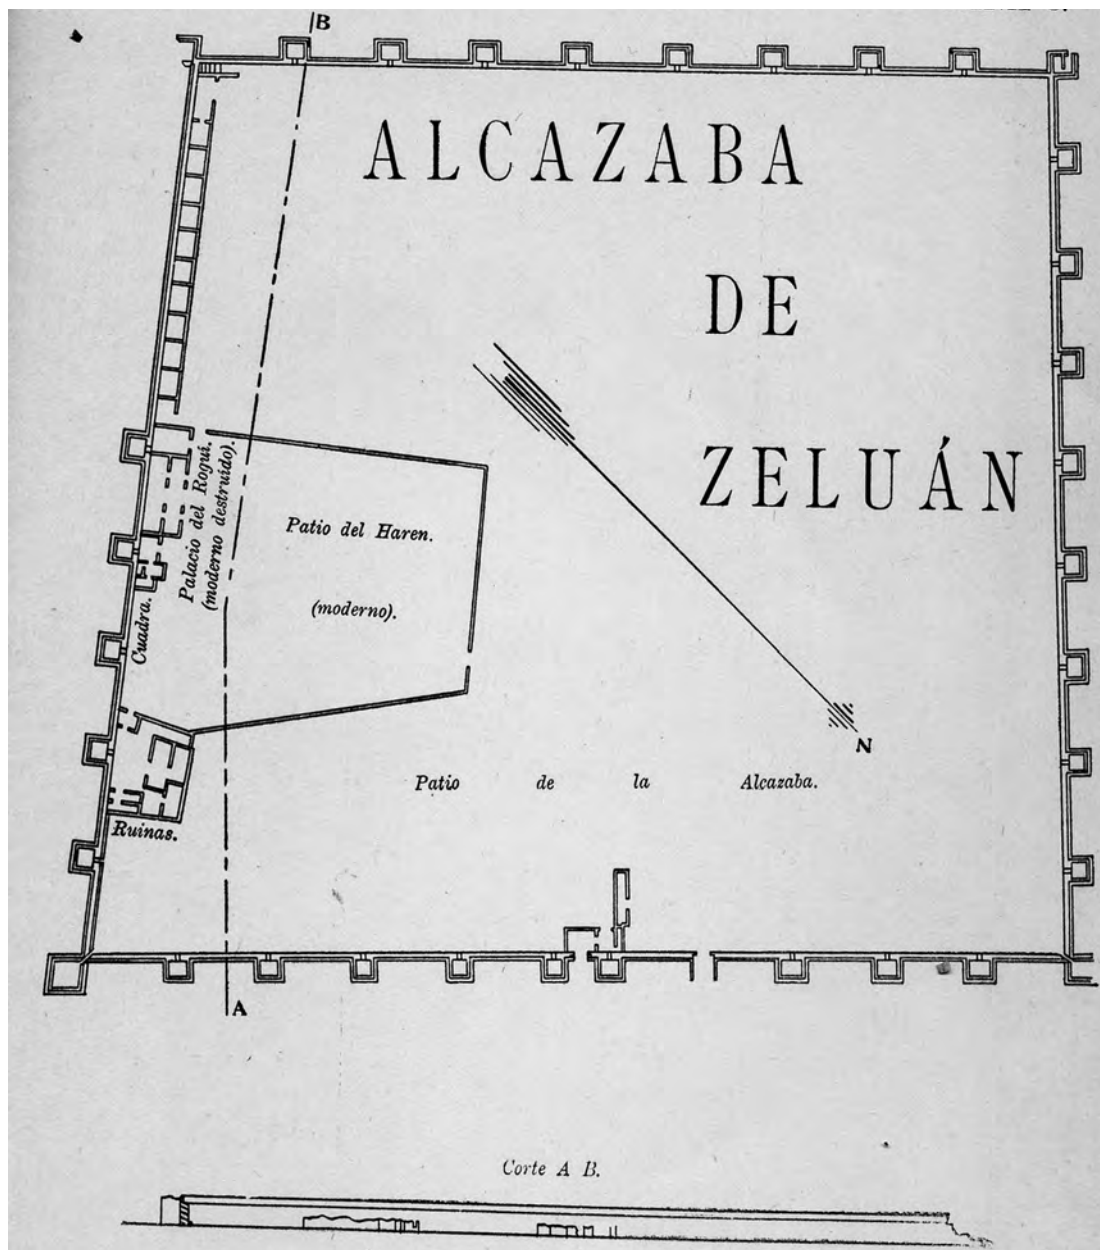 B
ALCAZABA
DE
ZELUÁN
Palacio del Roguí.
(moderno destruido).
Patio del Haren.
(moderno).
Cuadra.
N
Patio de la Alcazaba.
Ruinas.
A
Corte A B.